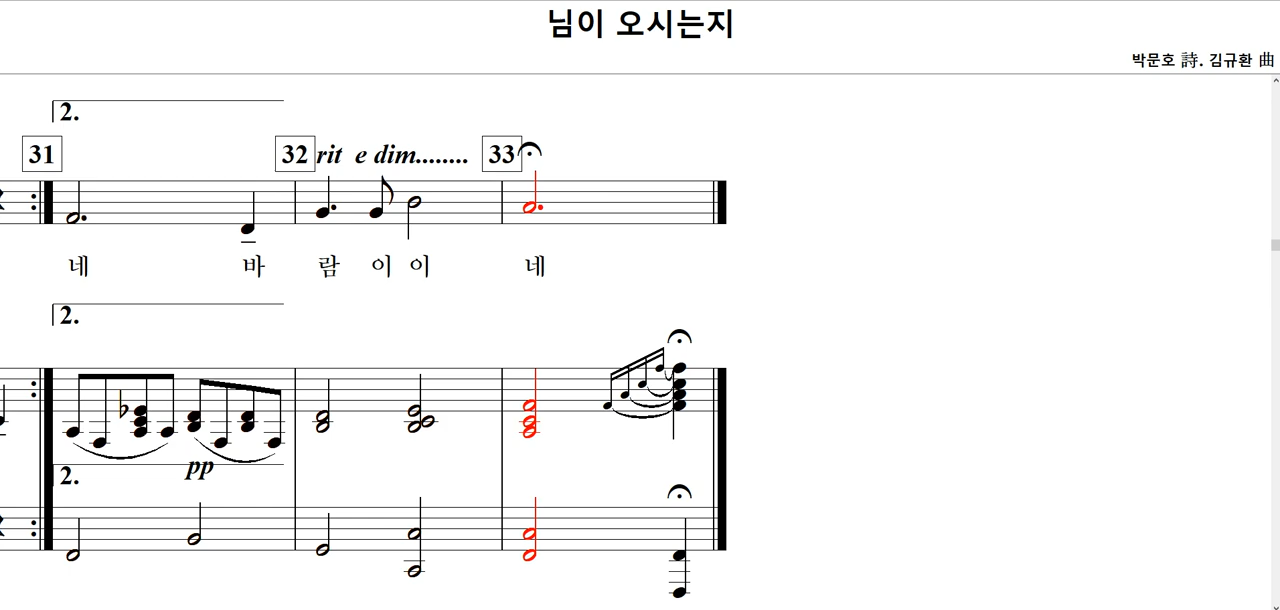 님이 오시는지
박문호 詩. 김규환 曲
2.
31 32 rit e dim........ 33
네 바 람 이 이 네
2.
pp
2.